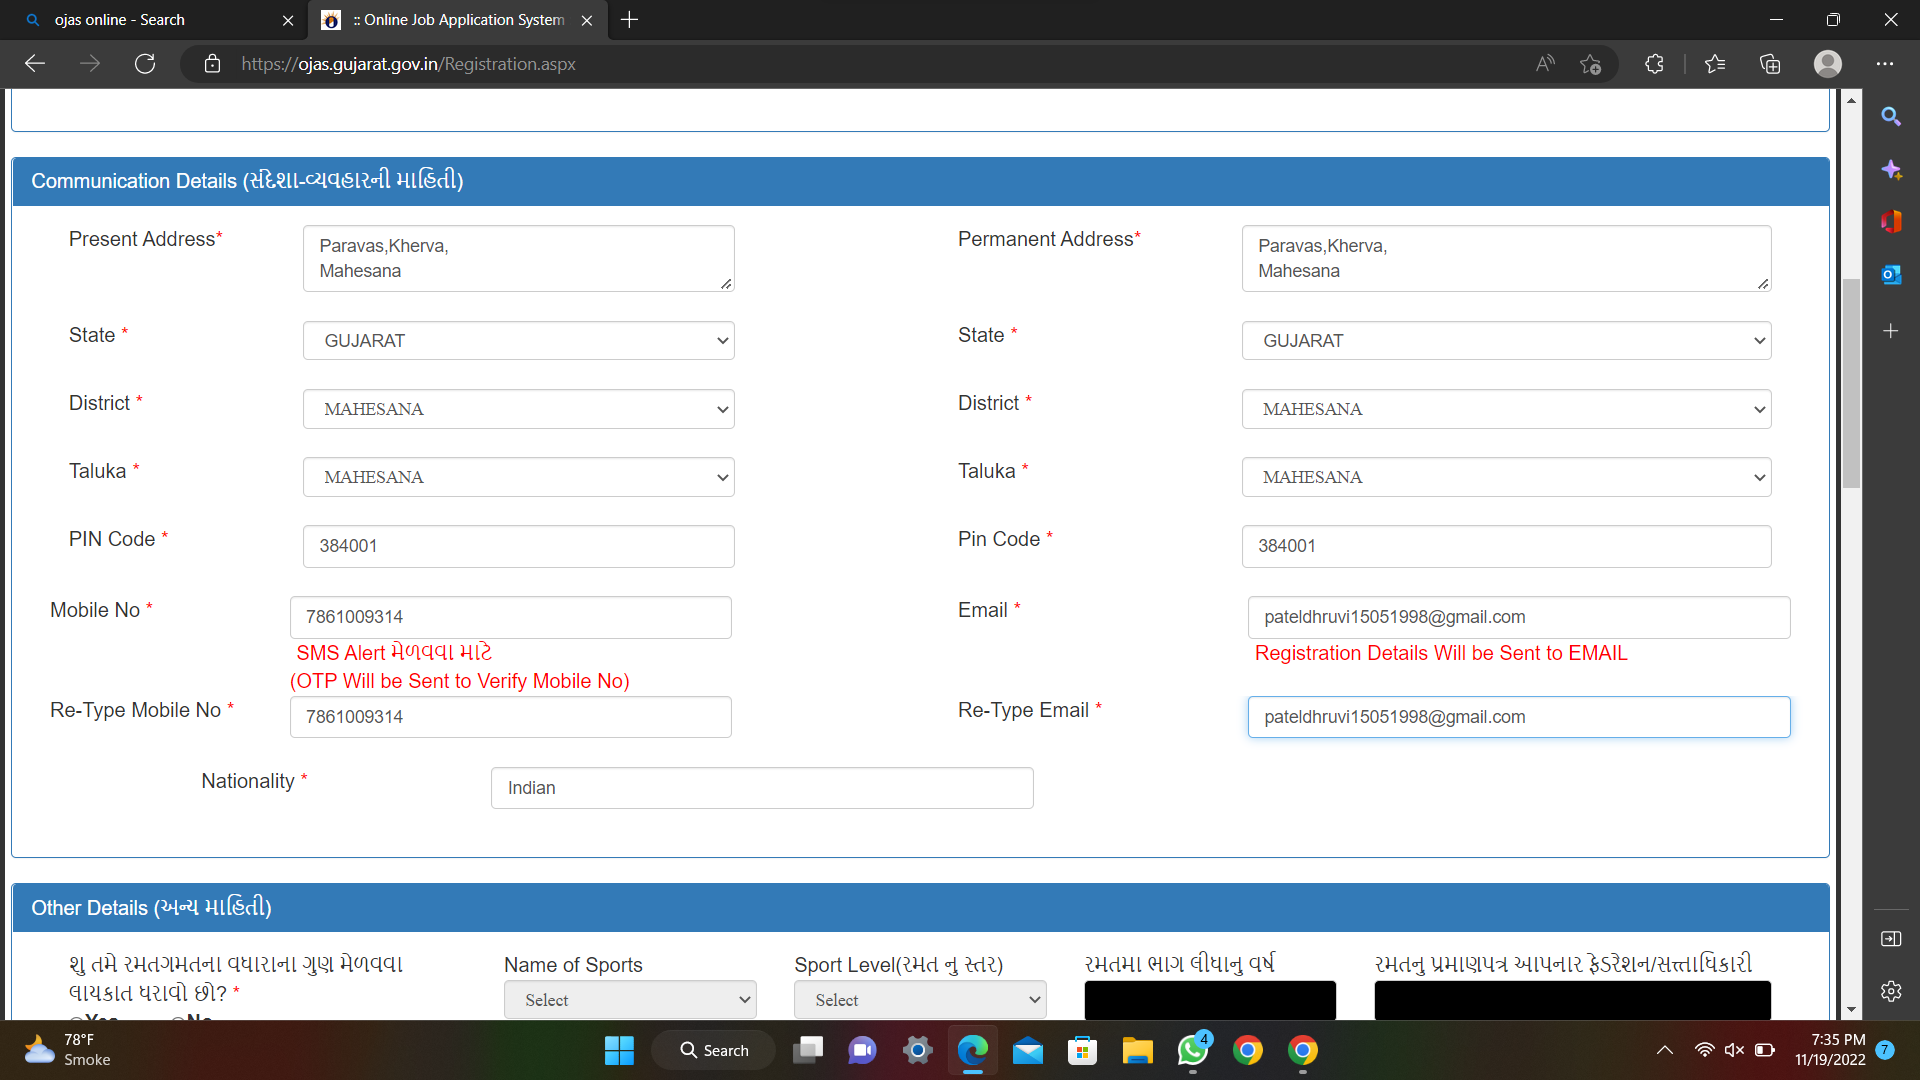 ojas online - Search
:: Online Job Application System
https://ojas.gujarat.gov.in/Registration.aspx
Communication Details (સંદેશા-વ્યવહારની માહિતી)
Present Address*
Paravas,Kherva,
Mahesana
Permanent Address*
Paravas,Kherva,
Mahesana
State *
GUJARAT
State *
GUJARAT
District *
MAHESANA
District *
MAHESANA
Taluka *
MAHESANA
Taluka *
MAHESANA
PIN Code *
384001
Pin Code *
384001
Mobile No *
7861009314
Email *
pateldhruvi15051998@gmail.com
SMS Alert મેળવવા માટે
Registration Details Will be Sent to EMAIL
(OTP Will be Sent to Verify Mobile No)
Re-Type Mobile No *
7861009314
Re-Type Email *
pateldhruvi15051998@gmail.com
Nationality *
Indian
Other Details (અન્ય માહિતી)
શુ તમે રમતગમતના વધારાના ગુણ મેળવવા
લાયકાત ધરાવો છો? *
Yes No
Name of Sports
Select
Sport Level(રમત નુ સ્તર)
Select
રમતમા ભાગ લીધાનુ વર્ષ
રમતનુ પ્રમાણપત્ર આપનાર ફેડરેશન/સત્તાધિકારી
78°F
Smoke
Search
4
7:35 PM
11/19/2022
7